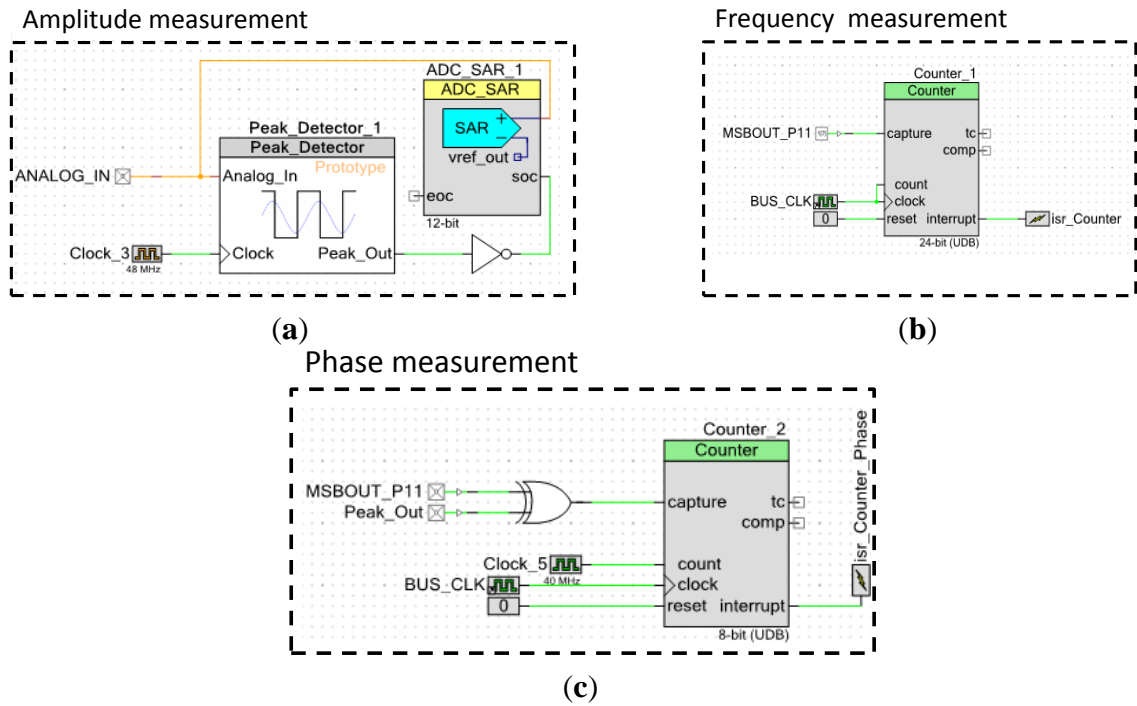 Amplitude measurement
ADC_SAR_1
ADC_SAR
SAR
+
−
vref_out
soc
eoc
12-bit
Peak_Detector_1
Peak_Detector
Prototype
ANALOG_IN
Analog_In
Clock_3
48 MHz
Clock
Peak_Out
(a)
Frequency measurement
Counter_1
Counter
MSBOUT_P11
capture
tc
comp
count
BUS_CLK
clock
0
reset
interrupt
isr_Counter
24-bit (UDB)
(b)
Phase measurement
Counter_2
Counter
MSBOUT_P11
Peak_Out
capture
tc
comp
Clock_5
40 MHz
count
BUS_CLK
clock
0
reset
interrupt
isr_Counter_Phase
8-bit (UDB)
(c)